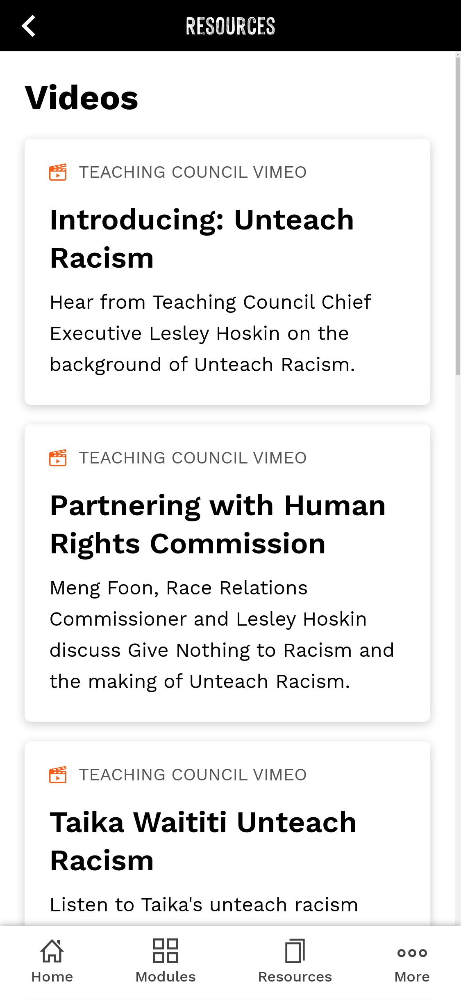 RESOURCES
Videos
TEACHING COUNCIL VIMEO
Introducing: Unteach
Racism
Hear from Teaching Council Chief
Executive Lesley Hoskin on the
background of Unteach Racism.
TEACHING COUNCIL VIMEO
Partnering with Human
Rights Commission
Meng Foon, Race Relations
Commissioner and Lesley Hoskin
discuss Give Nothing to Racism and
the making of Unteach Racism.
TEACHING COUNCIL VIMEO
Taika Waititi Unteach
Racism
Listen to Taika's unteach racism
Home
Modules
Resources
More